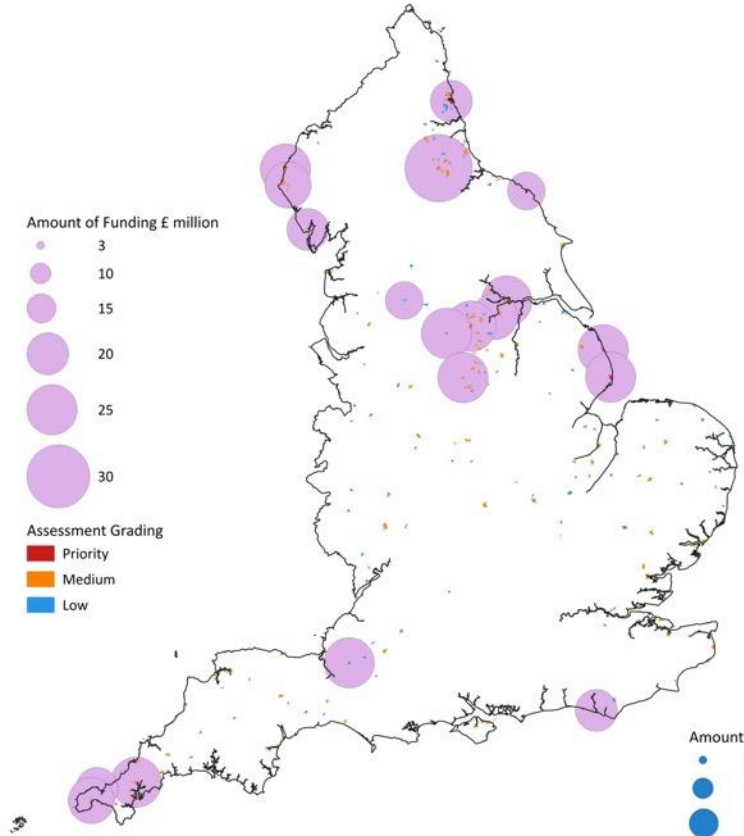 Amount of Funding £ million
3
10
15
20
25
30
Assessment Grading
Priority
Medium
Low
Amount